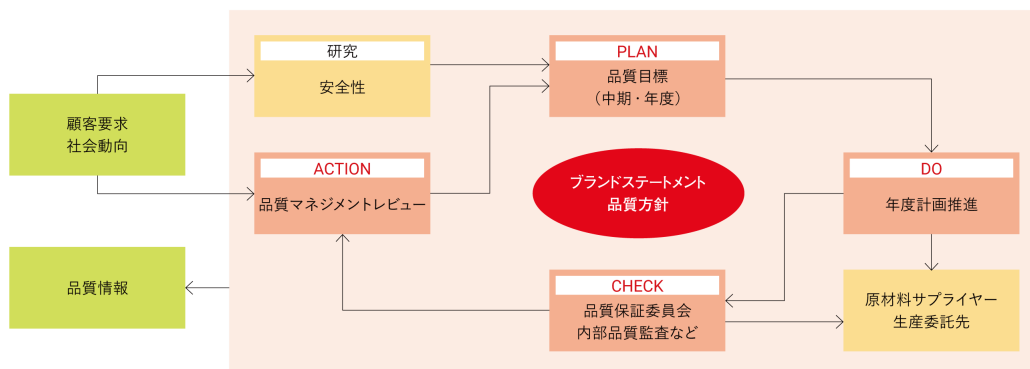 顧客要求
社会動向
品質情報
研究
安全性
ACTION
品質マネジメントレビュー
PLAN
品質目標
（中期・年度）
ブランドステートメント
品質方針
CHECK
品質保証委員会
内部品質監査など
DO
年度計画推進
原材料サプライヤー
生産委託先